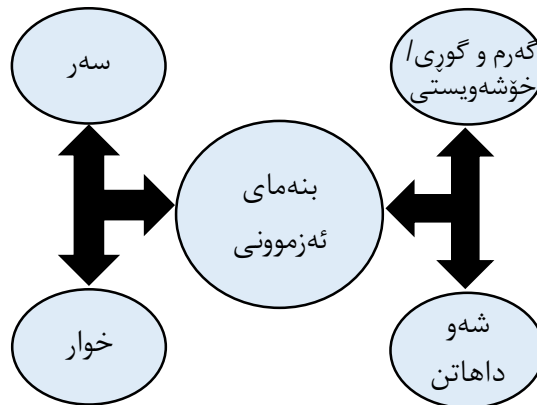 سەر
گەرم و گوڕی/
خۆشەویستی
بنەمای
ئەزموونی
خوار
شەو
داهاتن